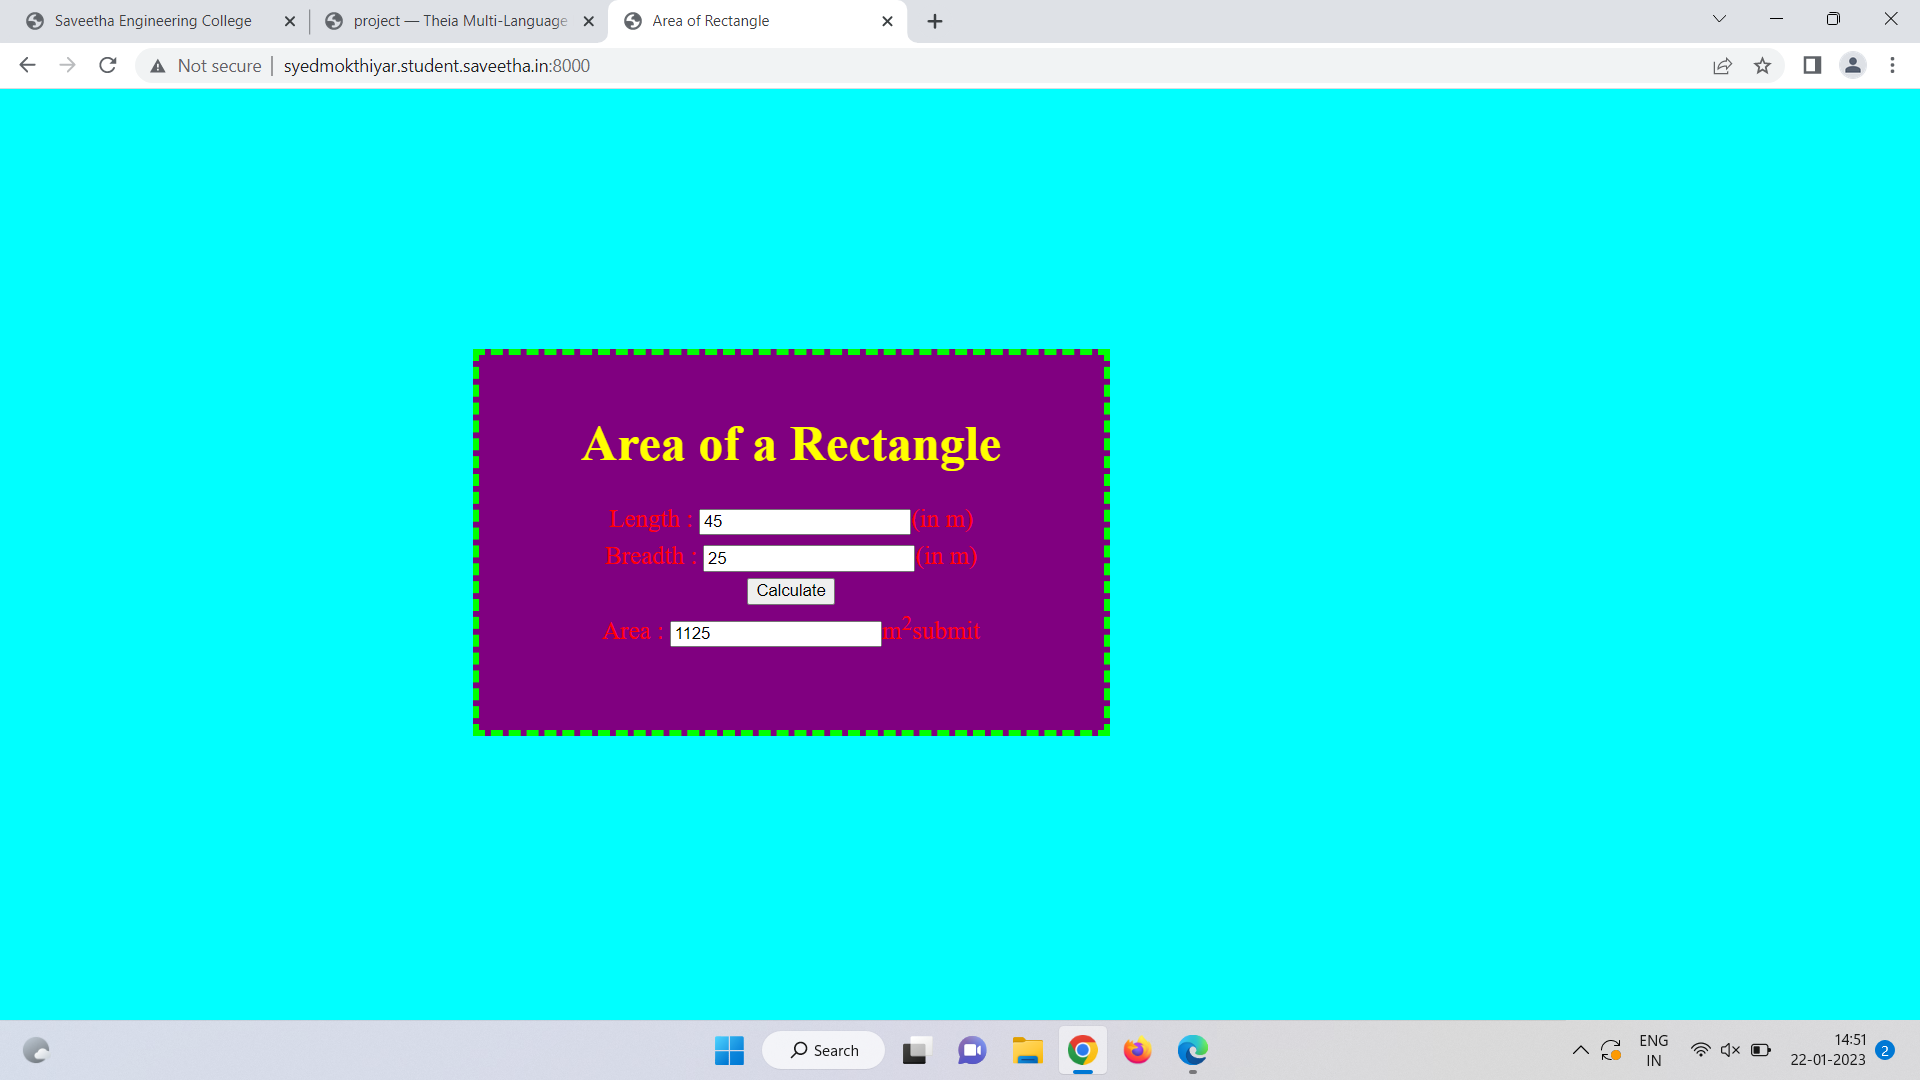 Saveetha Engineering College
project — Theia Multi-Language
Area of Rectangle
Not secure
syedmokthiyar.student.saveetha.in:8000
Area of a Rectangle
Length : 45 (in m)
Breadth : 25 (in m)
Calculate
Area : 1125 m²submit
Search
ENG
IN
14:51
22-01-2023
2